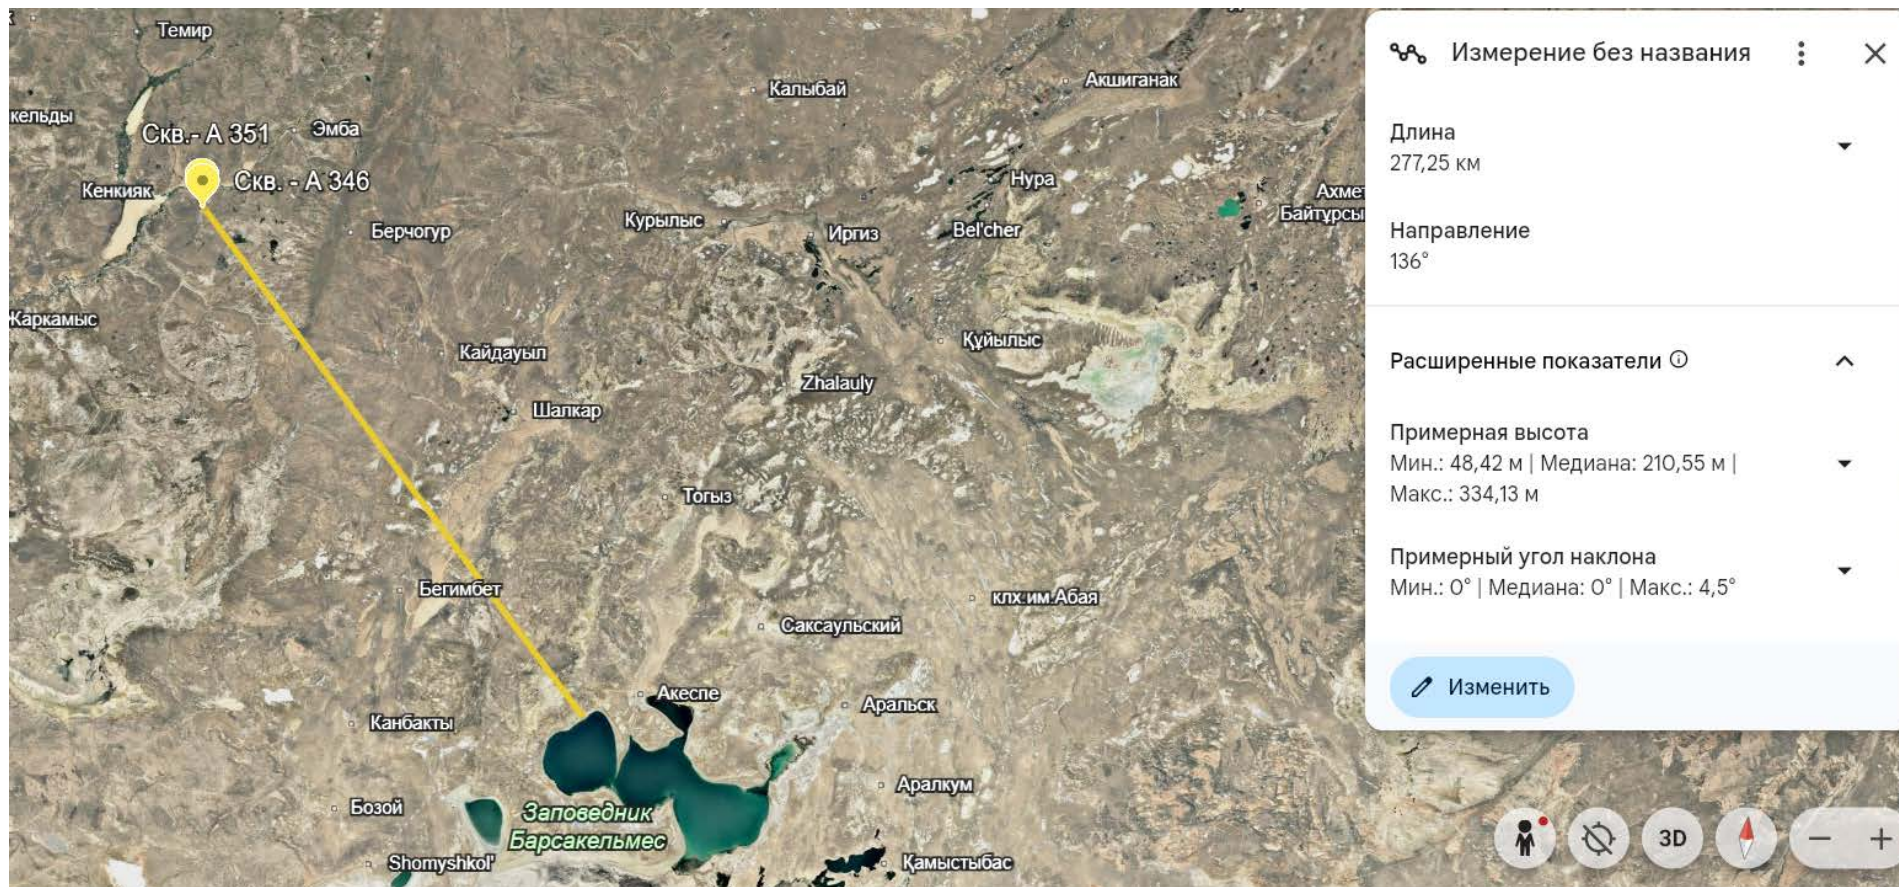 Темир
кельды
Скв.- А 351
Эмба
Кенкияк
Скв. - А 346
Берчогур
Жаркамыс
Калыбай
Акшиганак
Нура
Ахмет
Байтұрсы
Курылыс
Иргиз
Bel'cher
Кайдауыл
Құйылыс
Zhalauly
Шалкар
Тогыз
Бегимбет
клх.им.Абая
Саксаульский
Акеспе
Аральск
Канбакты
Аралкум
Бозой
Заповедник
Барсакельмес
Shomyshkol'
Қамыстыбас
Измерение без названия
Длина
277,25 км
Направление
136°
Расширенные показатели
Примерная высота
Мин.: 48,42 м | Медиана: 210,55 м |
Макс.: 334,13 м
Примерный угол наклона
Мин.: 0° | Медиана: 0° | Макс.: 4,5°
Изменить
3D